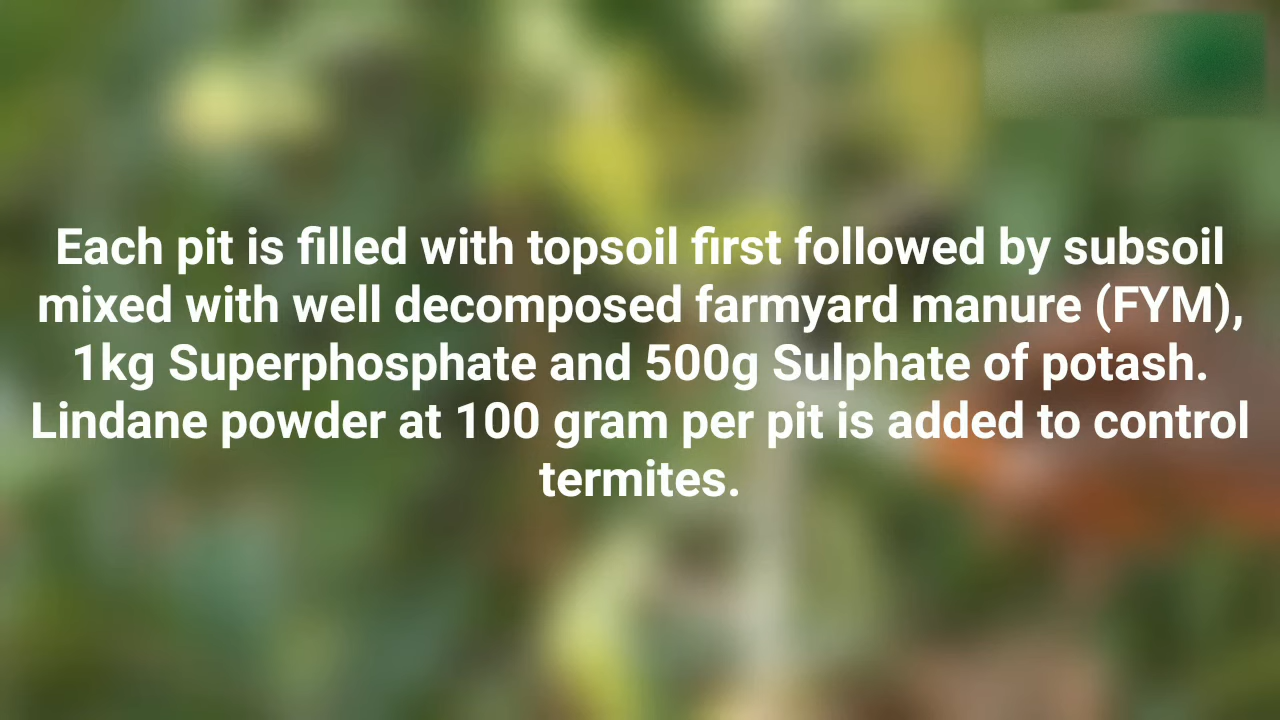 Each pit is filled with topsoil first followed by subsoil
mixed with well decomposed farmyard manure (FYM),
1kg Superphosphate and 500g Sulphate of potash.
Lindane powder at 100 gram per pit is added to control
termites.